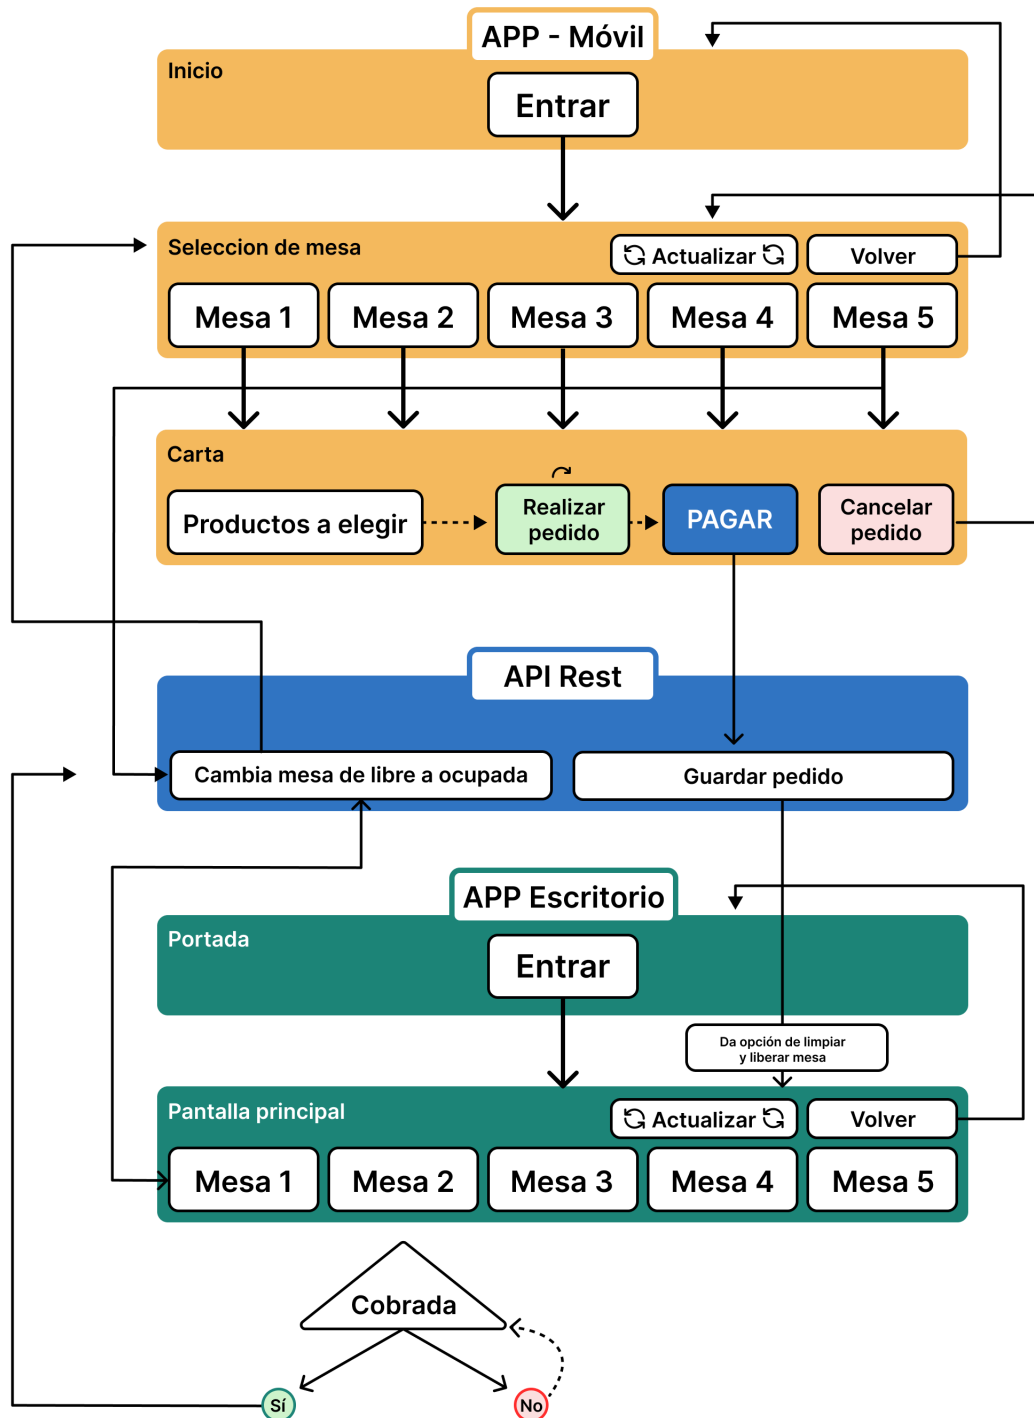 APP - Móvil
Inicio
Entrar
Seleccion de mesa
Actualizar
Volver
Mesa 1
Mesa 2
Mesa 3
Mesa 4
Mesa 5
Carta
Productos a elegir
Realizar
pedido
PAGAR
Cancelar
pedido
API Rest
Cambia mesa de libre a ocupada
Guardar pedido
APP Escritorio
Portada
Entrar
Da opción de limpiar
y liberar mesa
Pantalla principal
Actualizar
Volver
Mesa 1
Mesa 2
Mesa 3
Mesa 4
Mesa 5
Cobrada
Sí
No